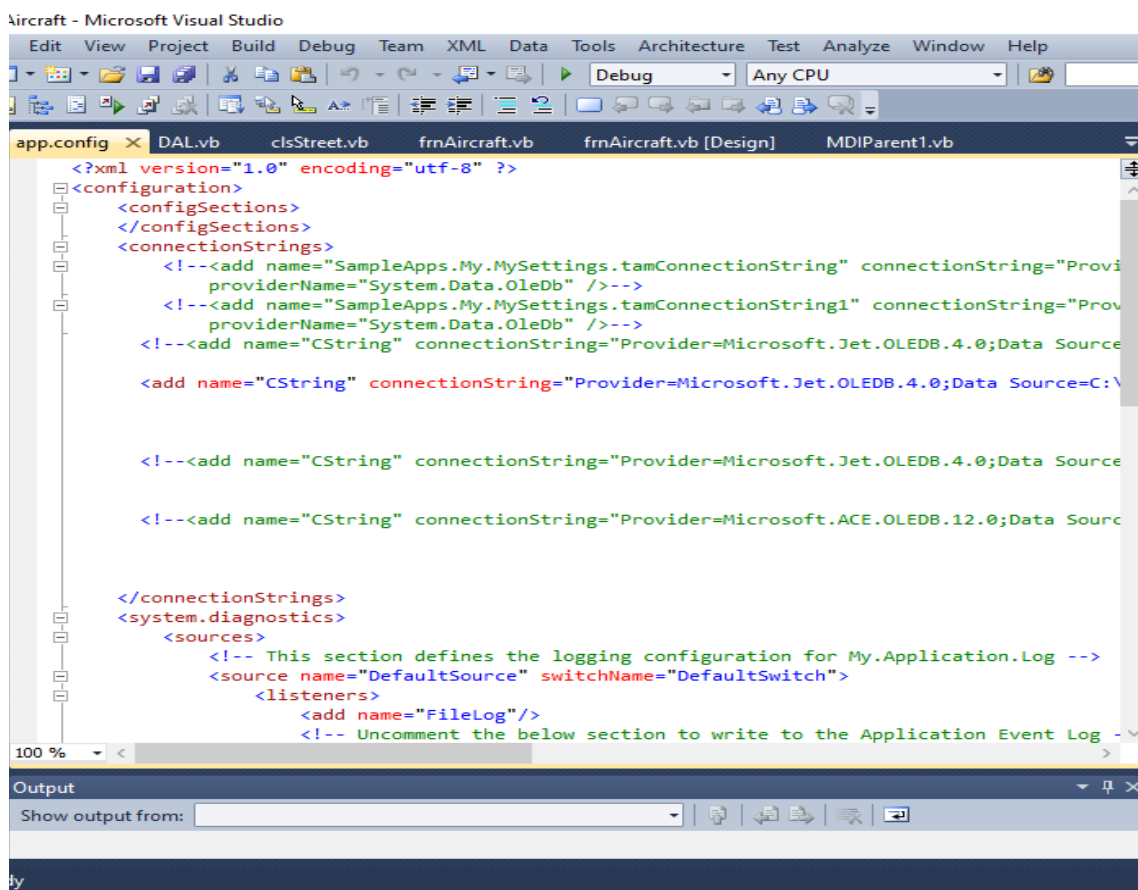 Aircraft - Microsoft Visual Studio
Edit View Project Build Debug Team XML Data Tools Architecture Test Analyze Window Help
Debug Any CPU
app.config DAL.vb clsStreet.vb frnAircraft.vb frnAircraft.vb [Design] MDIParent1.vb
<?xml version="1.0" encoding="utf-8" ?>
<configuration>
<configSections>
</configSections>
<connectionStrings>
<!--<add name="SampleApps.My.MySettings.tamConnectionString" connectionString="Provi
providerName="System.Data.OleDb" />-->
<!--<add name="SampleApps.My.MySettings.tamConnectionString1" connectionString="Prov
providerName="System.Data.OleDb" />-->
<!--<add name="CString" connectionString="Provider=Microsoft.Jet.OLEDB.4.0;Data Source
<add name="CString" connectionString="Provider=Microsoft.Jet.OLEDB.4.0;Data Source=C:\
<!--<add name="CString" connectionString="Provider=Microsoft.Jet.OLEDB.4.0;Data Source
<!--<add name="CString" connectionString="Provider=Microsoft.ACE.OLEDB.12.0;Data Sourc
</connectionStrings>
<system.diagnostics>
<sources>
<!-- This section defines the logging configuration for My.Application.Log -->
<source name="DefaultSource" switchName="DefaultSwitch">
<listeners>
<add name="FileLog"/>
<!-- Uncomment the below section to write to the Application Event Log -
100 %
Output
Show output from:
dy